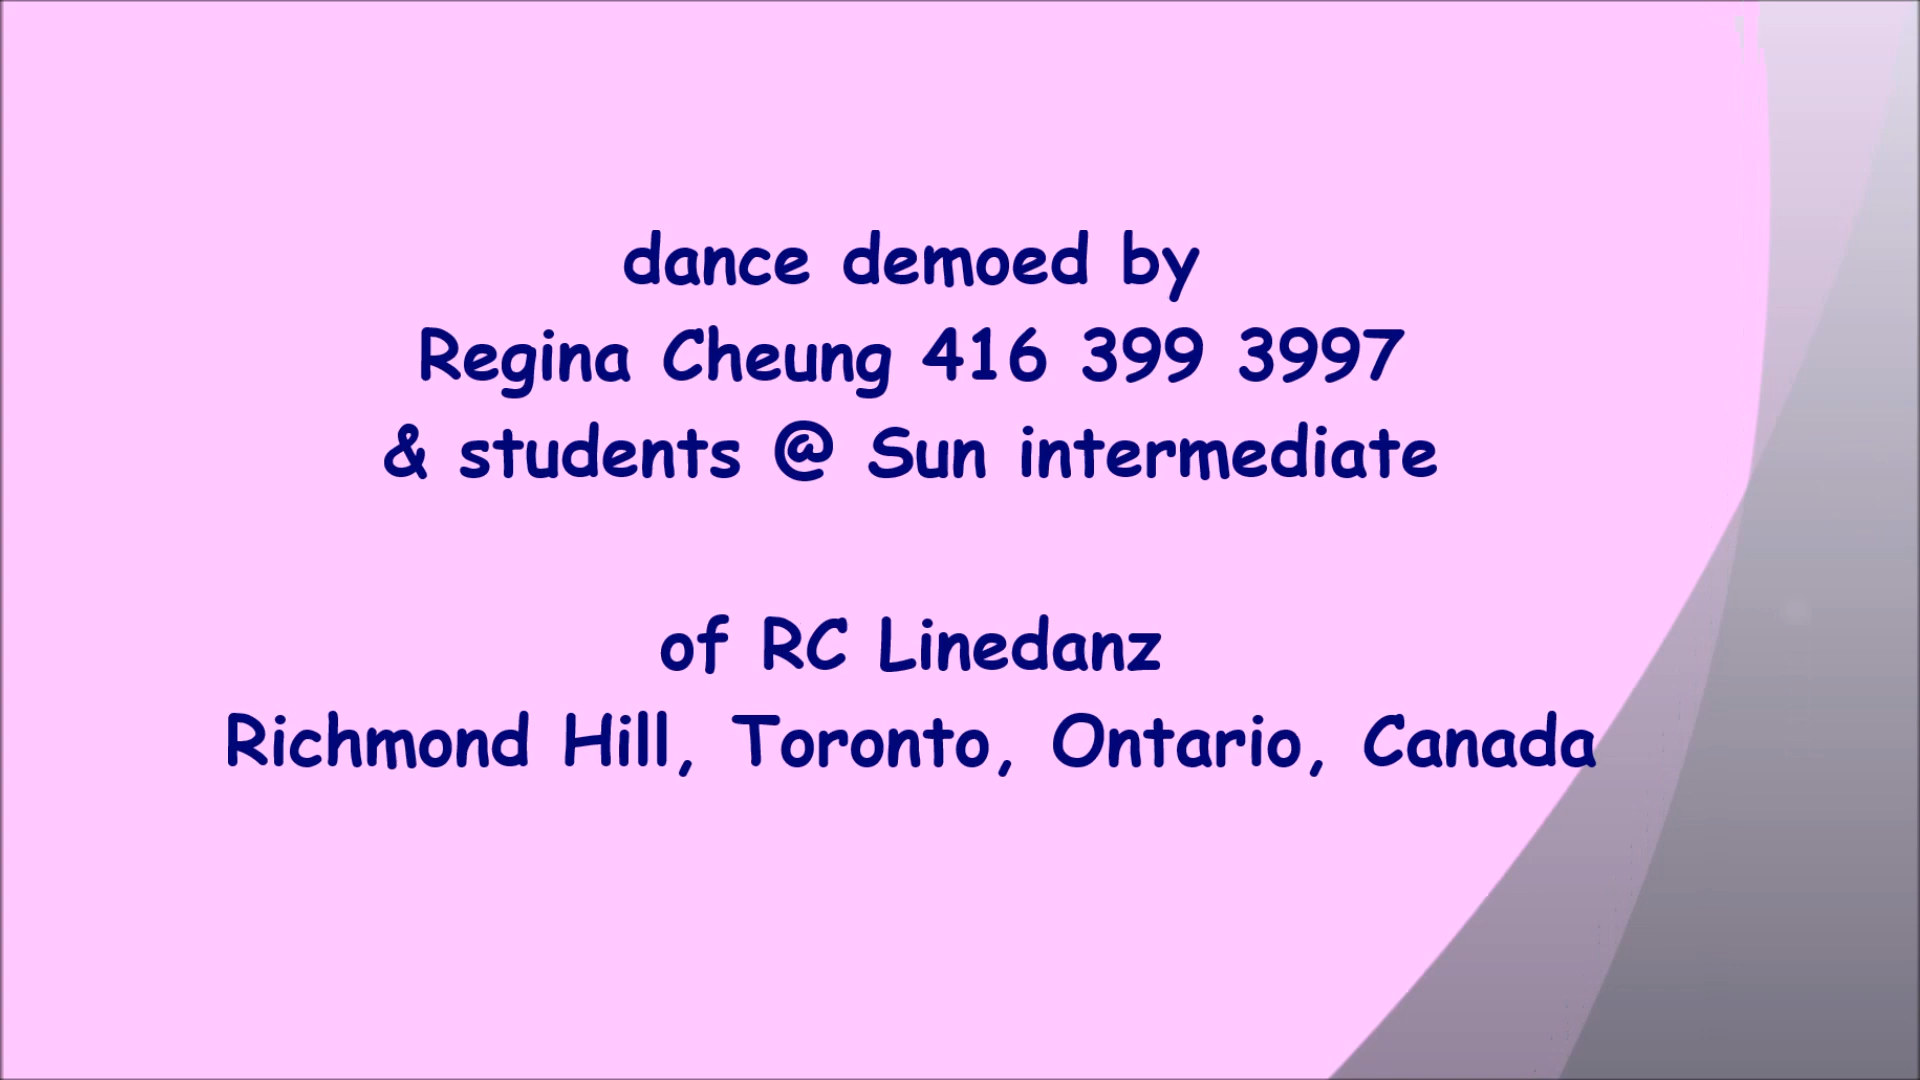 dance demoed by
Regina Cheung 416 399 3997
& students @ Sun intermediate
of RC Linedanz
Richmond Hill, Toronto, Ontario, Canada